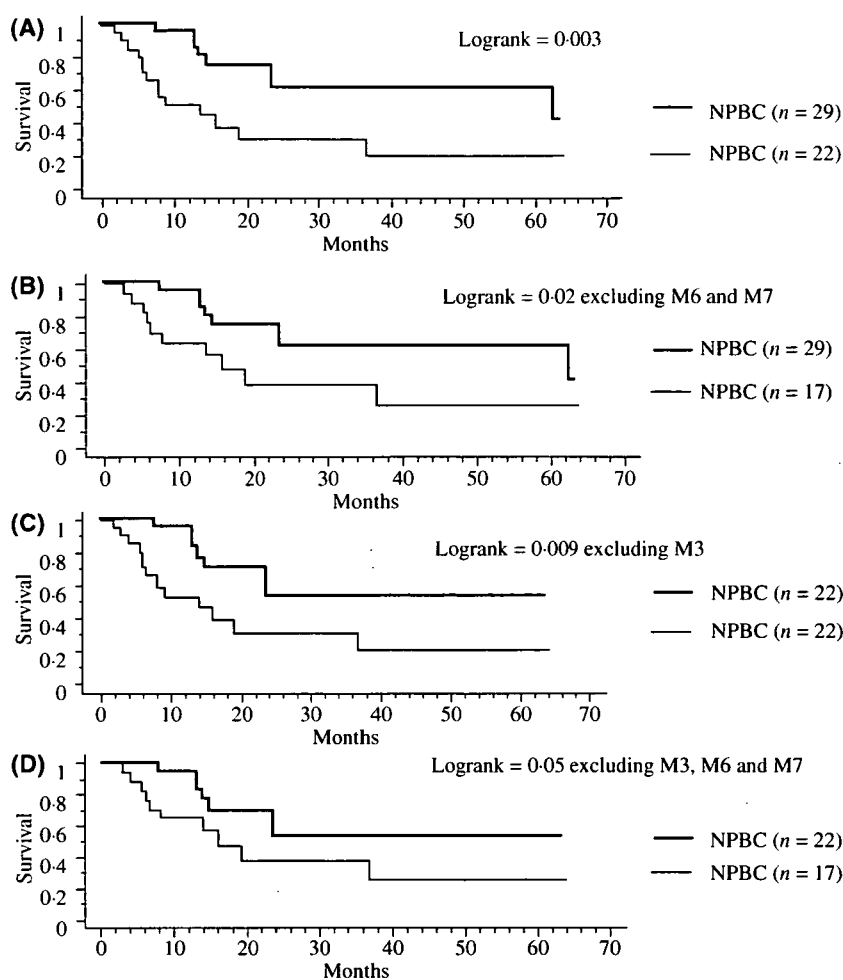 (A)
Logrank = 0·003
Survival
1
0·8
0·6
0·4
0·2
0
NPBC (n = 29)
NPBC (n = 22)
0 10 20 30 40 50 60 70
Months
(B)
Logrank = 0·02 excluding M6 and M7
Survival
1
0·8
0·6
0·4
0·2
0
NPBC (n = 29)
NPBC (n = 17)
0 10 20 30 40 50 60 70
Months
(C)
Logrank = 0·009 excluding M3
Survival
1
0·8
0·6
0·4
0·2
0
NPBC (n = 22)
NPBC (n = 22)
0 10 20 30 40 50 60 70
Months
(D)
Logrank = 0·05 excluding M3, M6 and M7
Survival
1
0·8
0·6
0·4
0·2
0
NPBC (n = 22)
NPBC (n = 17)
0 10 20 30 40 50 60 70
Months